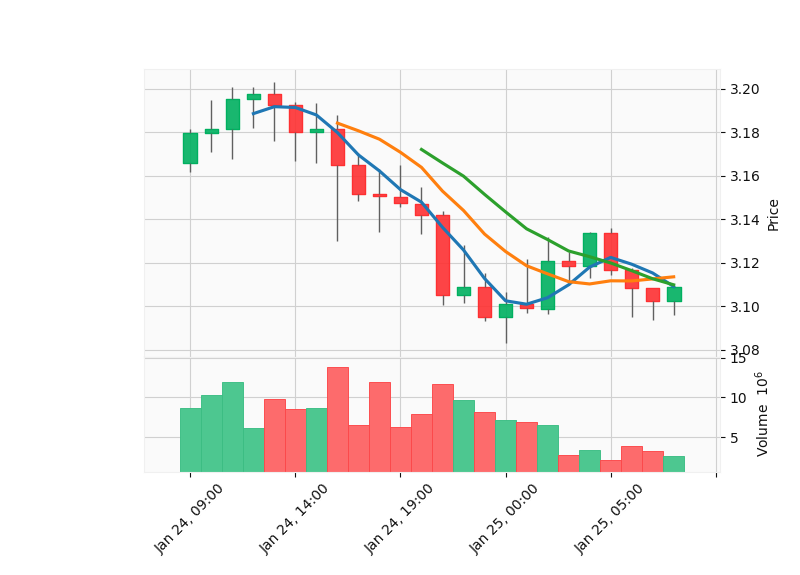 3.20
3.18
3.16
3.14
3.12
3.10
3.08
Price
15
10
5
Volume 10^6
Jan 24, 09:00
Jan 24, 14:00
Jan 24, 19:00
Jan 25, 00:00
Jan 25, 05:00